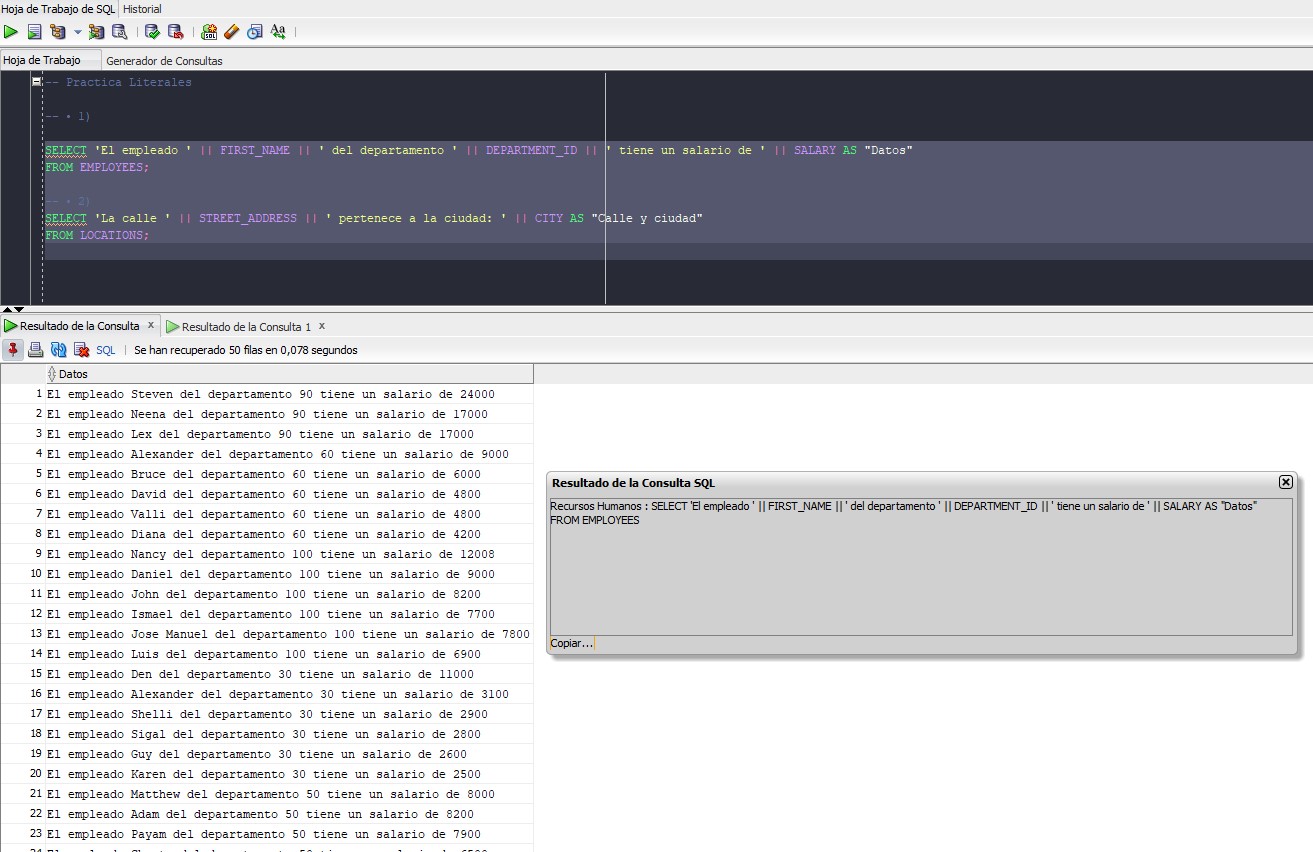 Hoja de Trabajo de SQL Historial
Hoja de Trabajo Generador de Consultas
-- Practica Literales
-- • 1)
SELECT 'El empleado ' || FIRST_NAME || ' del departamento ' || DEPARTMENT_ID || ' tiene un salario de ' || SALARY AS "Datos"
FROM EMPLOYEES;
-- • 2)
SELECT 'La calle ' || STREET_ADDRESS || ' pertenece a la ciudad: ' || CITY AS "Calle y ciudad"
FROM LOCATIONS;
Resultado de la Consulta x Resultado de la Consulta 1 x
SQL | Se han recuperado 50 filas en 0,078 segundos
Datos
1 El empleado Steven del departamento 90 tiene un salario de 24000
2 El empleado Neena del departamento 90 tiene un salario de 17000
3 El empleado Lex del departamento 90 tiene un salario de 17000
4 El empleado Alexander del departamento 60 tiene un salario de 9000
5 El empleado Bruce del departamento 60 tiene un salario de 6000
6 El empleado David del departamento 60 tiene un salario de 4800
7 El empleado Valli del departamento 60 tiene un salario de 4800
8 El empleado Diana del departamento 60 tiene un salario de 4200
9 El empleado Nancy del departamento 100 tiene un salario de 12008
10 El empleado Daniel del departamento 100 tiene un salario de 9000
11 El empleado John del departamento 100 tiene un salario de 8200
12 El empleado Ismael del departamento 100 tiene un salario de 7700
13 El empleado Jose Manuel del departamento 100 tiene un salario de 7800
14 El empleado Luis del departamento 100 tiene un salario de 6900
15 El empleado Den del departamento 30 tiene un salario de 11000
16 El empleado Alexander del departamento 30 tiene un salario de 3100
17 El empleado Shelli del departamento 30 tiene un salario de 2900
18 El empleado Sigal del departamento 30 tiene un salario de 2800
19 El empleado Guy del departamento 30 tiene un salario de 2600
20 El empleado Karen del departamento 30 tiene un salario de 2500
21 El empleado Matthew del departamento 50 tiene un salario de 8000
22 El empleado Adam del departamento 50 tiene un salario de 8200
23 El empleado Payam del departamento 50 tiene un salario de 7900
Resultado de la Consulta SQL
Recursos Humanos : SELECT 'El empleado ' || FIRST_NAME || ' del departamento ' || DEPARTMENT_ID || ' tiene un salario de ' || SALARY AS "Datos"
FROM EMPLOYEES
Copiar...